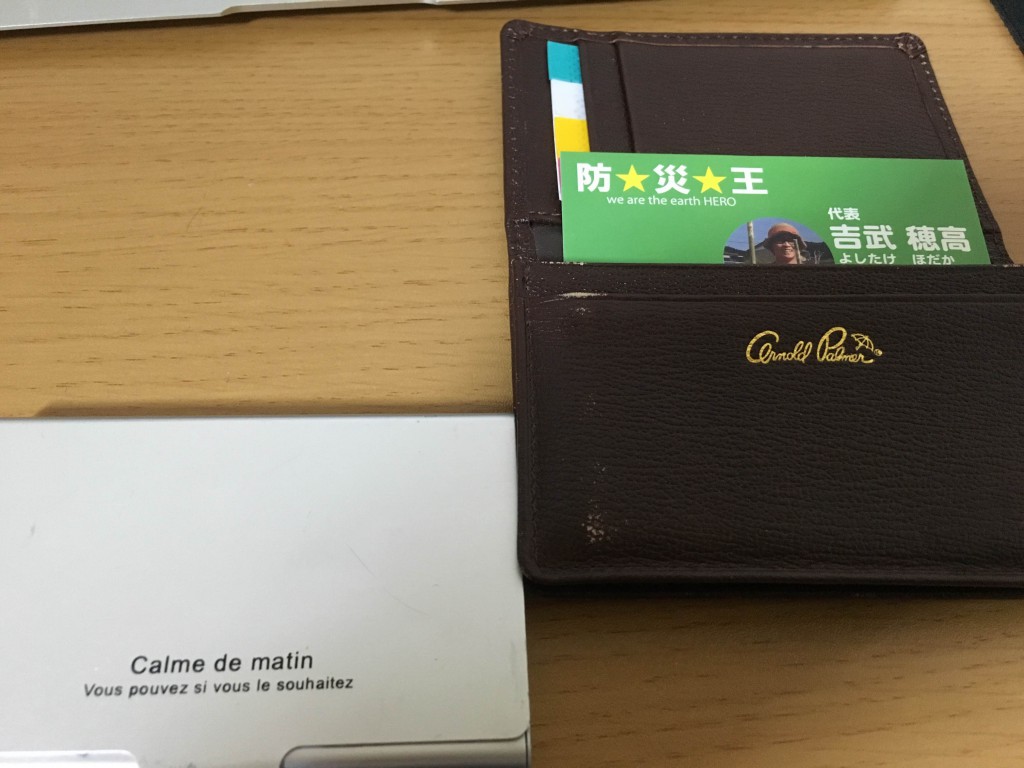 防★災★王
we are the earth HERO
代表
吉武 穂高
よしたけ ほだか
Arnold Palmer
Calme de matin
Vous pouvez si vous le souhaitez